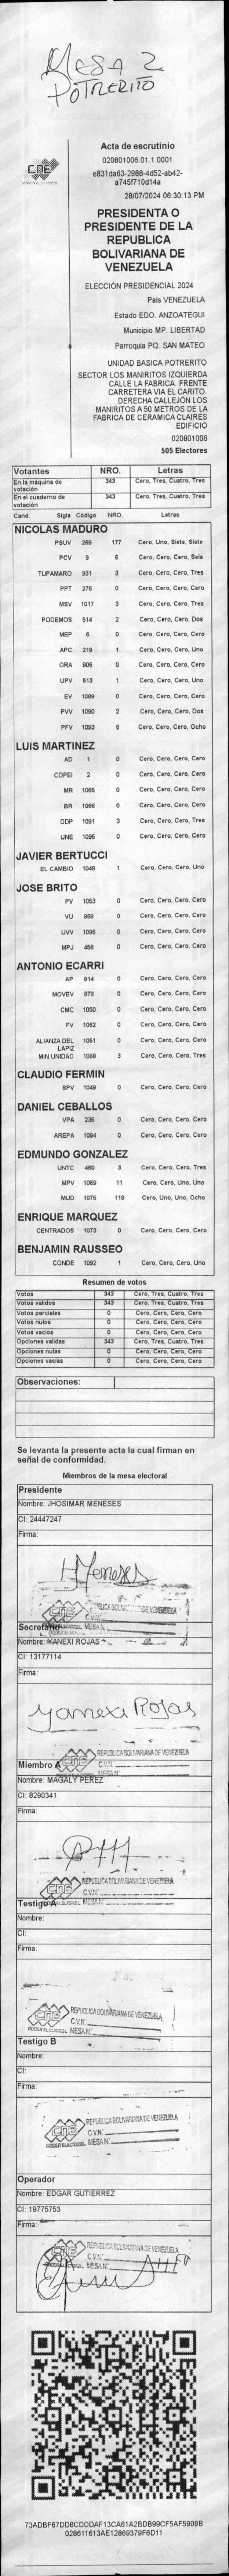 MESA 2
POTRERITO
CNE
Acta de escrutinio
020801006.01.1.0001
e831da63-2988-4d52-ab42-
a745f710d14a
28/07/2024 06:30:13 PM
PRESIDENTA O
PRESIDENTE DE LA
REPUBLICA
BOLIVARIANA DE
VENEZUELA
ELECCIÓN PRESIDENCIAL 2024
País VENEZUELA
Estado EDO. ANZOATEGUI
Municipio MP. LIBERTAD
Parroquia PQ. SAN MATEO
UNIDAD BASICA POTRERITO
SECTOR LOS MANIRITOS IZQUIERDA
CALLE LA FABRICA. FRENTE
CARRETERA VIA EL CARITO.
DERECHA CALLEJÓN LOS
MANIRITOS A 50 METROS DE LA
FABRICA DE CERAMICA CLAIRES
EDIFICIO
020801006
505 Electores
Votantes NRO. Letras
En la máquina de votación 343 Cero, Tres, Cuatro, Tres
En el cuaderno de votación 343 Cero, Tres, Cuatro, Tres
Cand. Sigla Código NRO. Letras
NICOLAS MADURO
PSUV 269 177 Cero, Uno, Siete, Siete
PCV 9 6 Cero, Cero, Cero, Seis
TUPAMARO 931 3 Cero, Cero, Cero, Tres
PPT 276 0 Cero, Cero, Cero, Cero
MSV 1017 3 Cero, Cero, Cero, Tres
PODEMOS 514 2 Cero, Cero, Cero, Dos
MEP 6 0 Cero, Cero, Cero, Cero
APC 219 1 Cero, Cero, Cero, Uno
ORA 906 0 Cero, Cero, Cero, Cero
UPV 513 1 Cero, Cero, Cero, Uno
EV 1089 0 Cero, Cero, Cero, Cero
PVV 1090 2 Cero, Cero, Cero, Dos
PFV 1093 8 Cero, Cero, Cero, Ocho
LUIS MARTINEZ
AD 1 0 Cero, Cero, Cero, Cero
COPEI 2 0 Cero, Cero, Cero, Cero
MR 1065 0 Cero, Cero, Cero, Cero
BR 1066 0 Cero, Cero, Cero, Cero
DDP 1091 3 Cero, Cero, Cero, Tres
UNE 1095 0 Cero, Cero, Cero, Cero
JAVIER BERTUCCI
EL CAMBIO 1048 1 Cero, Cero, Cero, Uno
JOSE BRITO
PV 1053 0 Cero, Cero, Cero, Cero
VU 868 0 Cero, Cero, Cero, Cero
UVV 1096 0 Cero, Cero, Cero, Cero
MPJ 458 0 Cero, Cero, Cero, Cero
ANTONIO ECARRI
AP 814 0 Cero, Cero, Cero, Cero
MOVEV 878 0 Cero, Cero, Cero, Cero
CMC 1050 0 Cero, Cero, Cero, Cero
FV 1062 0 Cero, Cero, Cero, Cero
ALIANZA DEL LAPIZ 1051 0 Cero, Cero, Cero, Cero
MIN UNIDAD 1068 3 Cero, Cero, Cero, Tres
CLAUDIO FERMIN
SPV 1049 0 Cero, Cero, Cero, Cero
DANIEL CEBALLOS
VPA 236 0 Cero, Cero, Cero, Cero
AREPA 1094 0 Cero, Cero, Cero, Cero
EDMUNDO GONZALEZ
UNTC 460 3 Cero, Cero, Cero, Tres
MPV 1069 11 Cero, Cero, Uno, Uno
MUD 1075 118 Cero, Uno, Uno, Ocho
ENRIQUE MARQUEZ
CENTRADOS 1073 0 Cero, Cero, Cero, Cero
BENJAMIN RAUSSEO
CONDE 1092 1 Cero, Cero, Cero, Uno
Resumen de votos
Votos 343 Cero, Tres, Cuatro, Tres
Votos validos 343 Cero, Tres, Cuatro, Tres
Votos parciales 0 Cero, Cero, Cero, Cero
Votos nulos 0 Cero, Cero, Cero, Cero
Votos vacios 0 Cero, Cero, Cero, Cero
Opciones validas 343 Cero, Tres, Cuatro, Tres
Opciones nulas 0 Cero, Cero, Cero, Cero
Opciones vacias 0 Cero, Cero, Cero, Cero
Observaciones:
Se levanta la presente acta la cual firman en
señal de conformidad.
Miembros de la mesa electoral
Presidente
Nombre: JHOSIMAR MENESES
CI: 24447247
Firma:
HMeneses
Secretario
Nombre: YANEXI ROJAS
CI: 13177114
Firma:
Yanexi Rojas
CNE REPUBLICA BOLIVARIANA DE VENEZUELA
C.V.N.
Miembro A MESA N°
Nombre: MAGALY PEREZ
CI: 8290341
Firma:
CNE REPUBLICA BOLIVARIANA DE VENEZUELA
C.V.N.
Testigo A MESA N°
Nombre:
CI:
Firma:
CNE REPUBLICA BOLIVARIANA DE VENEZUELA
C.V.N.
PODER ELECTORAL MESA N°
Testigo B
Nombre:
CI:
Firma:
CNE REPUBLICA BOLIVARIANA DE VENEZUELA
C.V.N.
PODER ELECTORAL MESA N°
Operador
Nombre: EDGAR GUTIERREZ
CI: 19775753
Firma:
CNE REPUBLICA BOLIVARIANA DE VENEZUELA
C.V.N.
MESA N°
73ADBF67DD8CDDDAF13CA61A2BDB99CF5AF5909B
028611613AE12869379F6D11